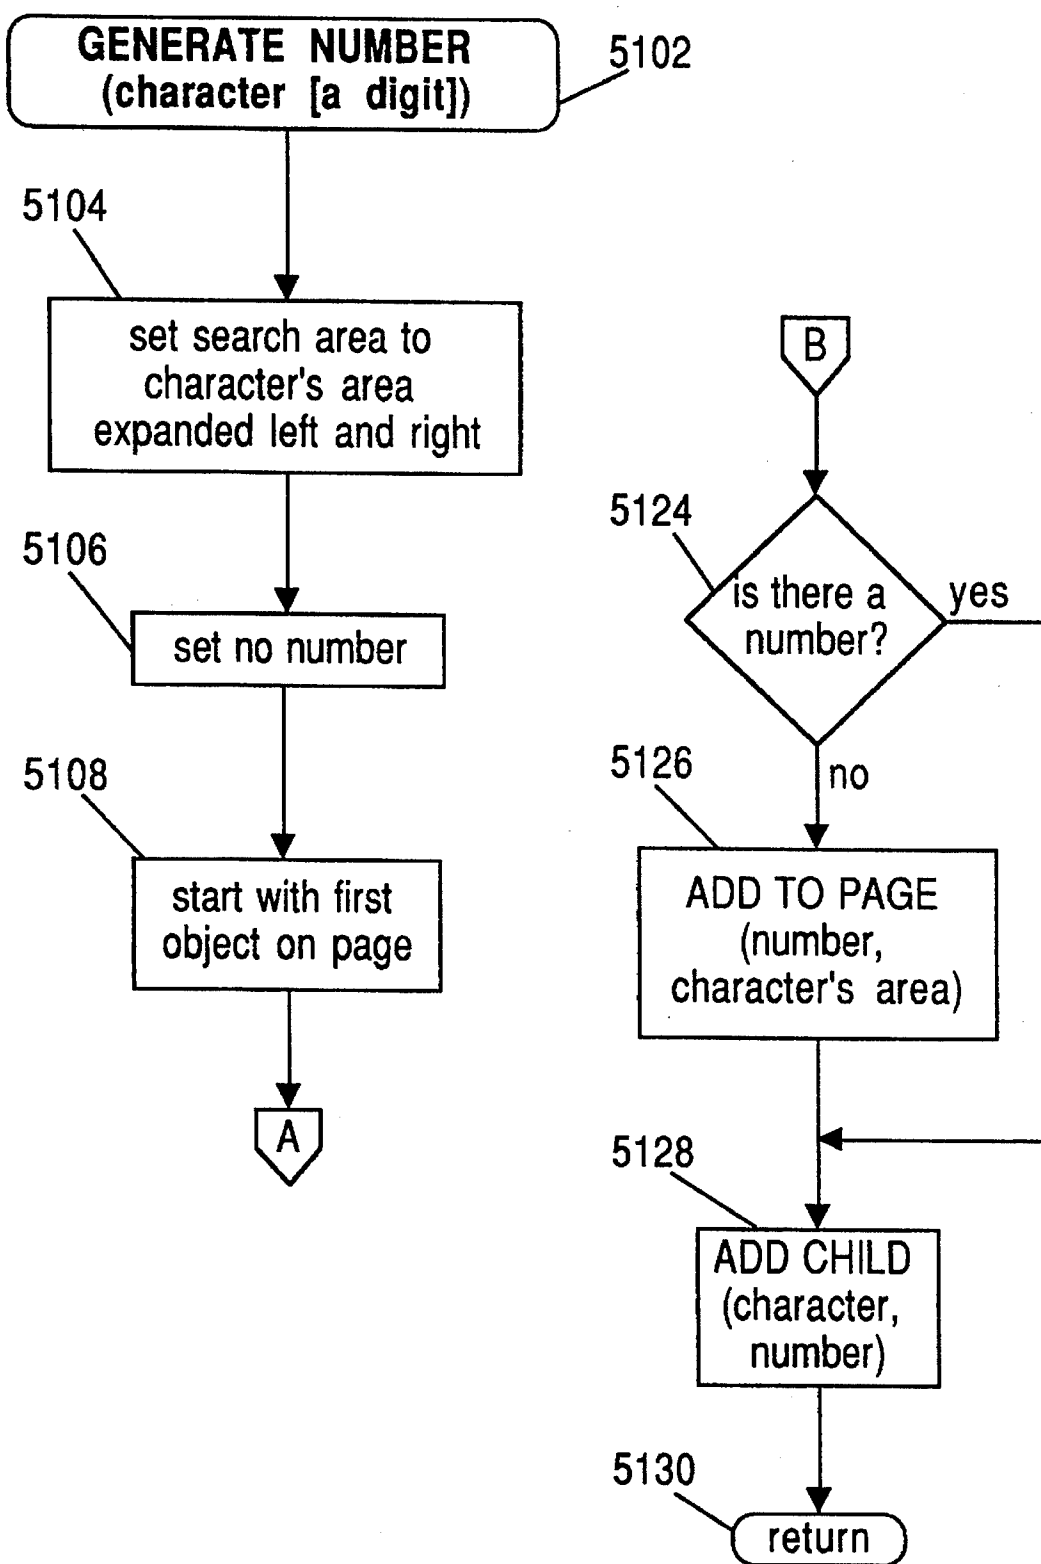 GENERATE NUMBER
(character [a digit])
5102
5104
set search area to
character's area
expanded left and right
5106
set no number
5108
start with first
object on page
A
B
5124
is there a
number?
yes
no
5126
ADD TO PAGE
(number,
character's area)
5128
ADD CHILD
(character,
number)
5130
return